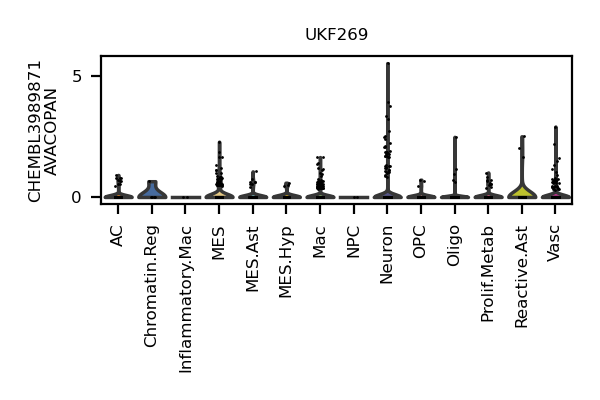 UKF269
CHEMBL3989871
AVACOPAN
5
0
AC
Chromatin.Reg
Inflammatory.Mac
MES
MES.Ast
MES.Hyp
Mac
NPC
Neuron
OPC
Oligo
Prolif.Metab
Reactive.Ast
Vasc